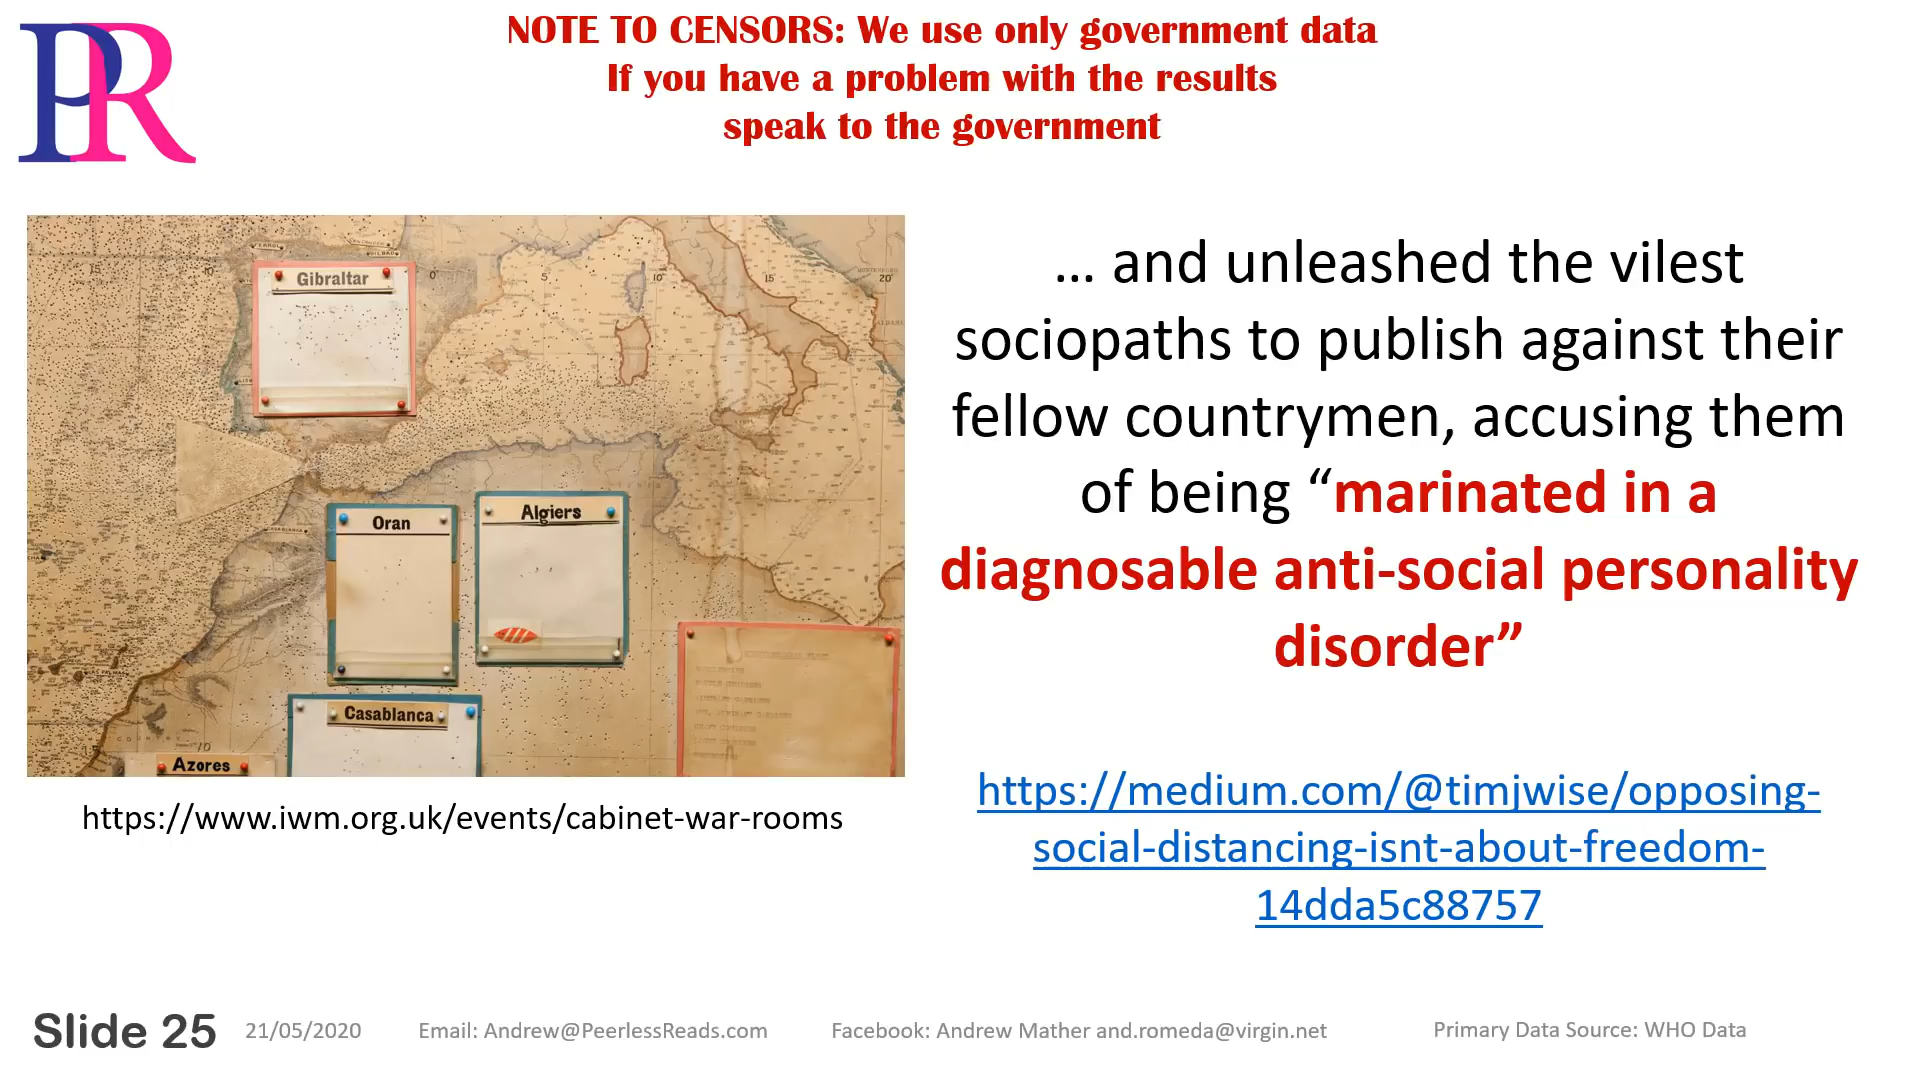 PR
NOTE TO CENSORS: We use only government data
If you have a problem with the results
speak to the government
Gibraltar
Oran
Algiers
Casablanca
Azores
https://www.iwm.org.uk/events/cabinet-war-rooms
... and unleashed the vilest
sociopaths to publish against their
fellow countrymen, accusing them
of being “marinated in a
diagnosable anti-social personality
disorder”
https://medium.com/@timjwise/opposing-
social-distancing-isnt-about-freedom-
14dda5c88757
Slide 25 21/05/2020 Email: Andrew@PeerlessReads.com Facebook: Andrew Mather and.romeda@virgin.net Primary Data Source: WHO Data